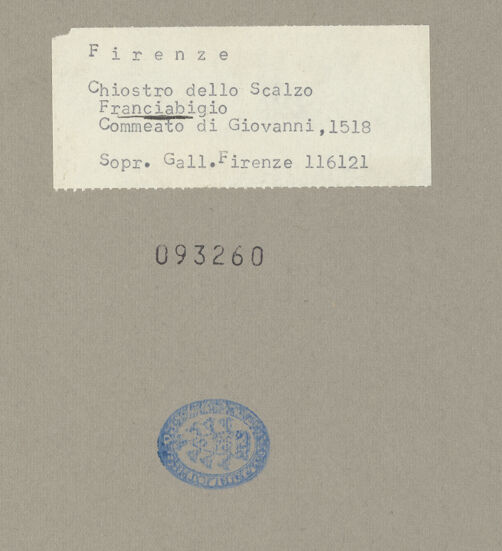 Firenze
Chiostro dello Scalzo
Franciabigio
Commeato di Giovanni,1518
Sopr. Gall.Firenze 116121
093260